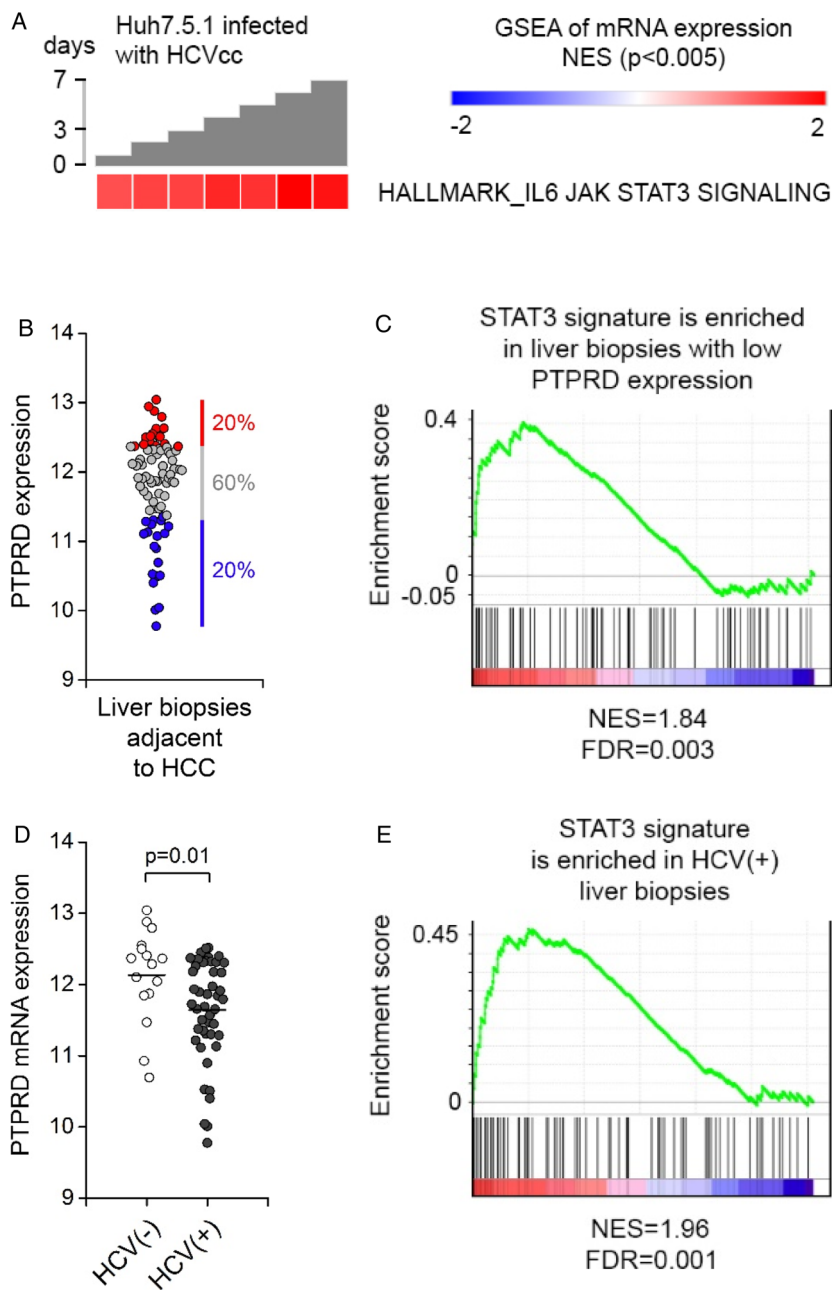 A
Huh7.5.1 infected
with HCVcc
days
7
3
0
GSEA of mRNA expression
NES (p<0.005)
-2
2
HALLMARK_IL6 JAK STAT3 SIGNALING
B
PTPRD expression
14
13
12
11
10
9
20%
60%
20%
Liver biopsies
adjacent
to HCC
C
STAT3 signature is enriched
in liver biopsies with low
PTPRD expression
Enrichment score
0.4
0
-0.05
NES=1.84
FDR=0.003
D
PTPRD mRNA expression
14
13
12
11
10
9
p=0.01
HCV(-)
HCV(+)
E
STAT3 signature
is enriched in HCV(+)
liver biopsies
Enrichment score
0.45
0
NES=1.96
FDR=0.001